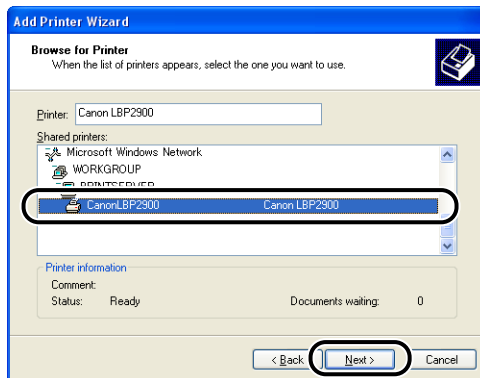 Add Printer Wizard
Browse for Printer
When the list of printers appears, select the one you want to use.
Printer: Canon LBP2900
Shared printers:
Microsoft Windows Network
WORKGROUP
PRINTSERVER
CanonLBP2900 Canon LBP2900
Printer information
Comment:
Status: Ready Documents waiting: 0
< Back Next > Cancel